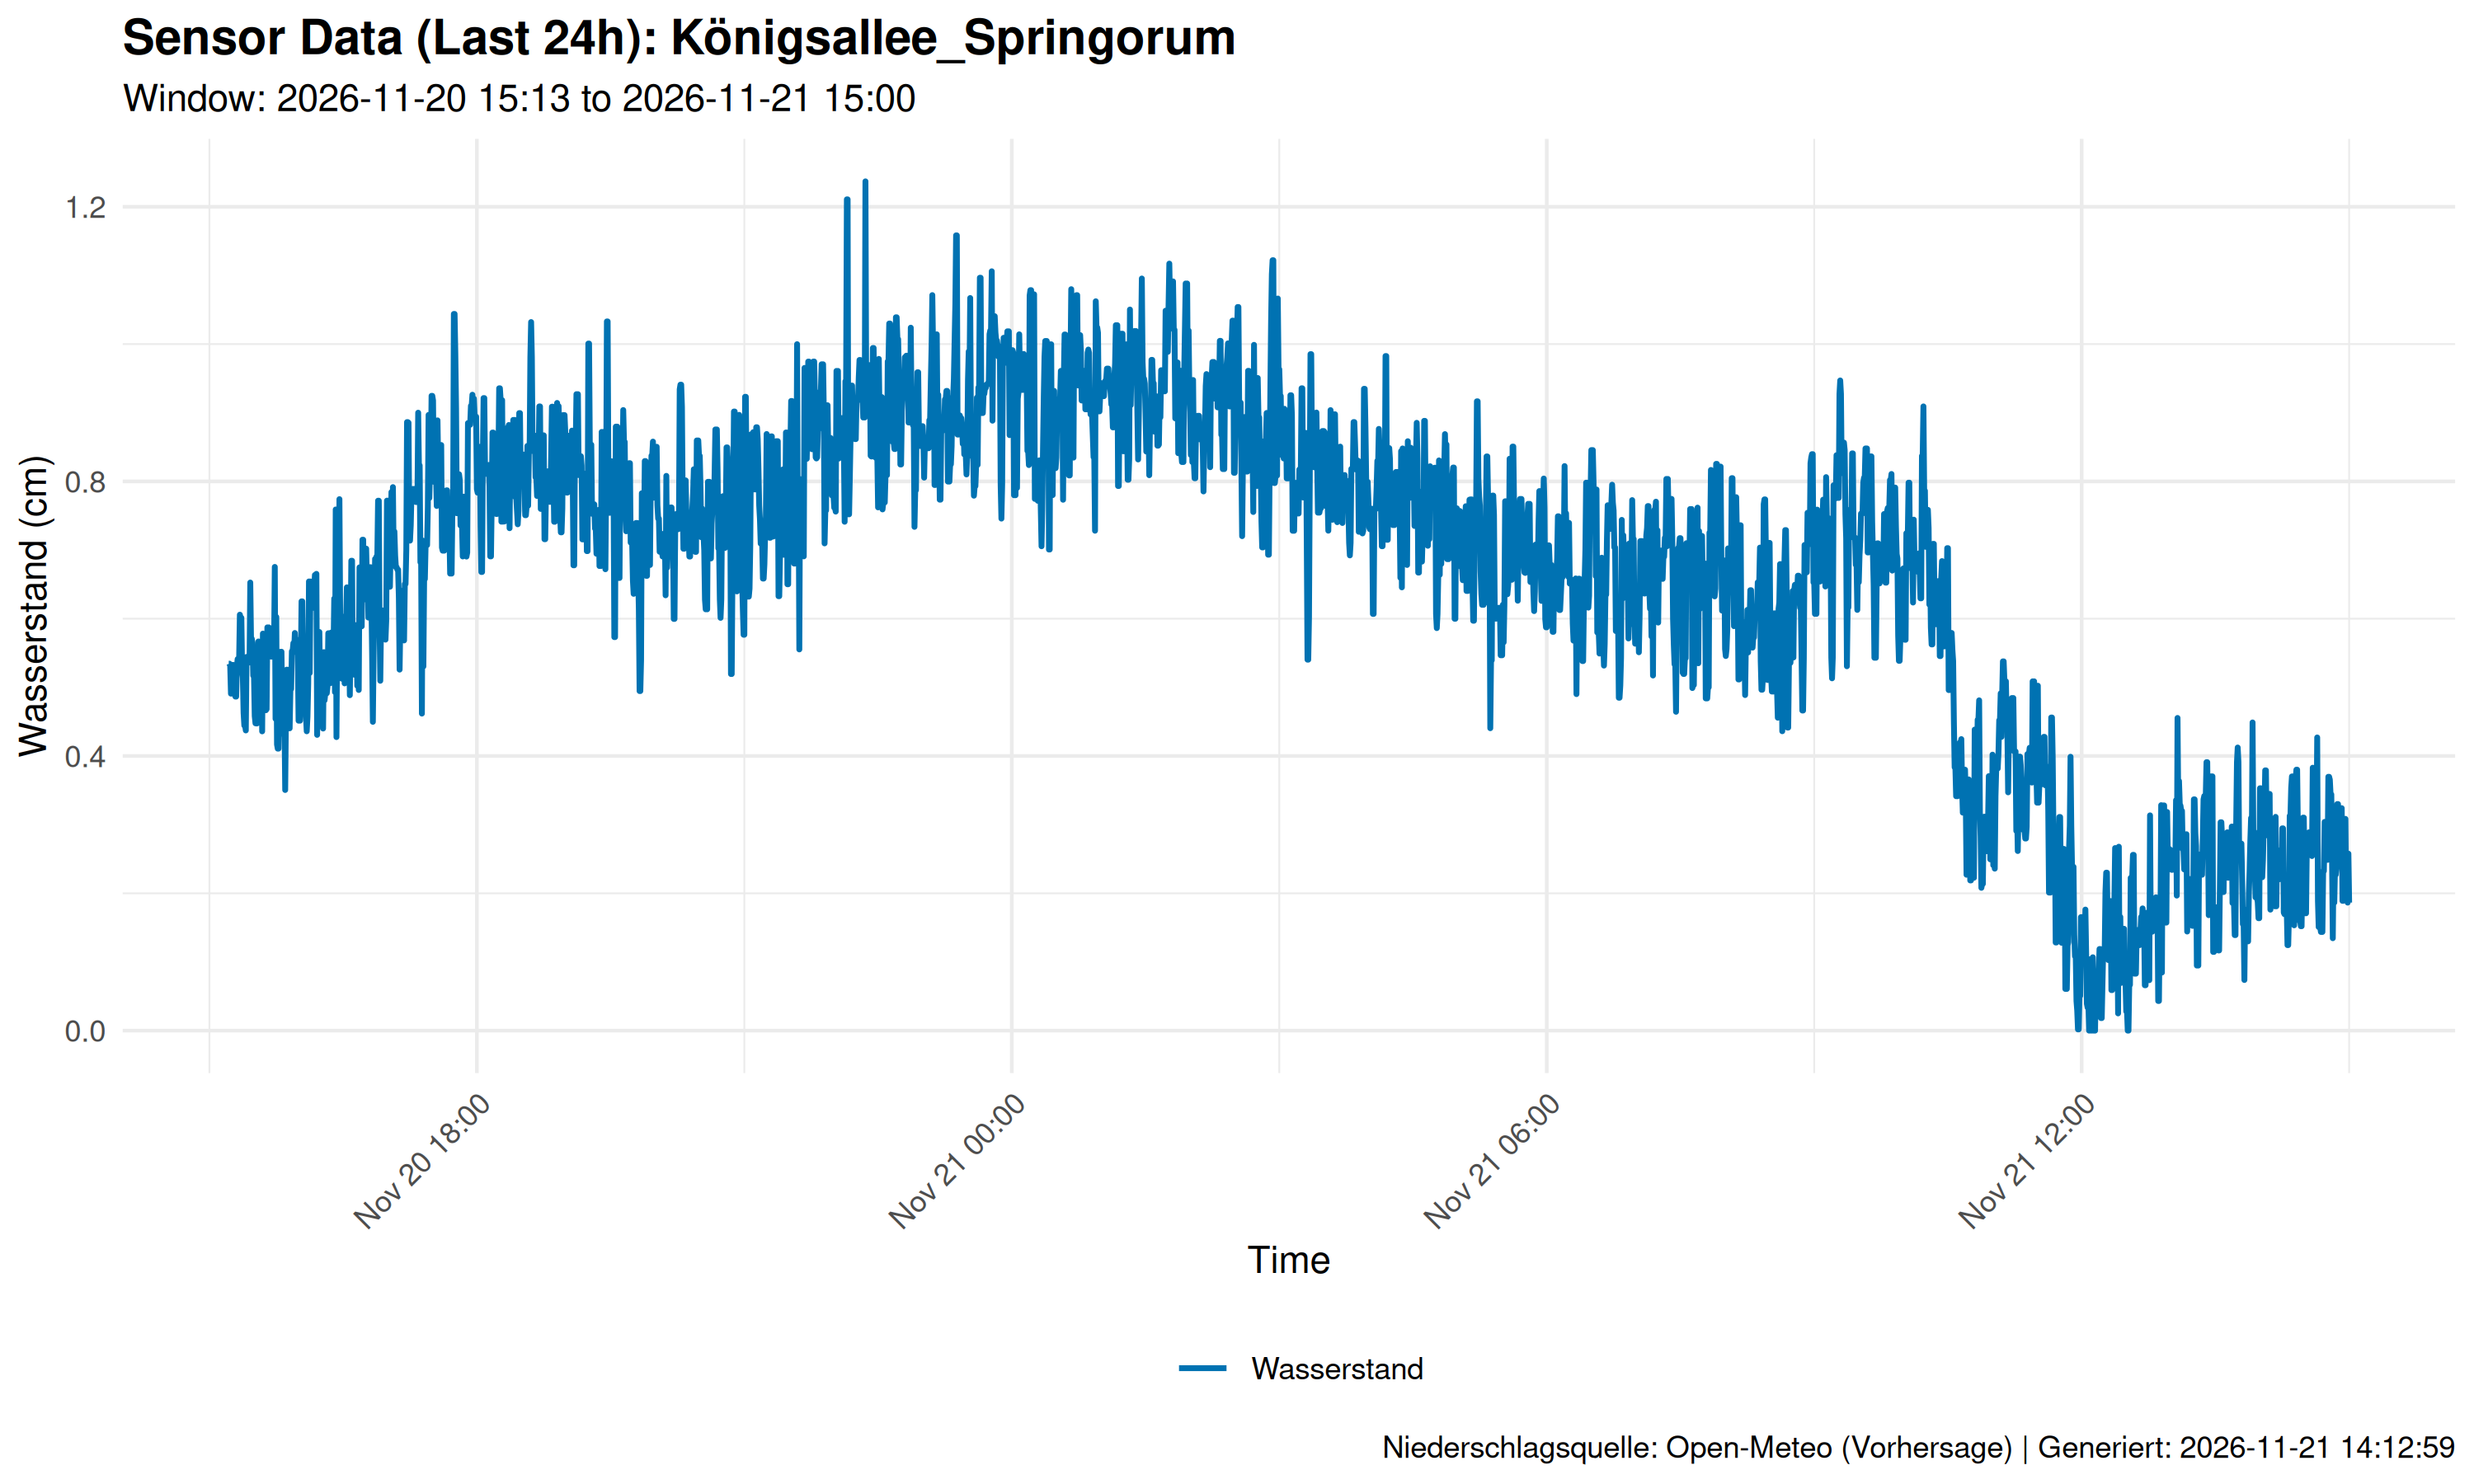 Sensor Data (Last 24h): Königsallee_Springorum
Window: 2026-11-20 15:13 to 2026-11-21 15:00
Wasserstand (cm)
1.2
0.8
0.4
0.0
Nov 20 18:00
Nov 21 00:00
Nov 21 06:00
Nov 21 12:00
Time
Wasserstand
Niederschlagsquelle: Open-Meteo (Vorhersage) | Generiert: 2026-11-21 14:12:59